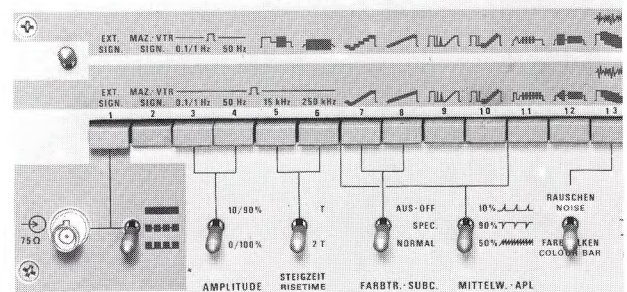 EXT. MAZ.-VTR
SIGN. SIGN. 0.1/1 Hz 50 Hz
EXT. MAZ.-VTR
SIGN. SIGN. 0.1/1 Hz 50 Hz 15 kHz 250 kHz
1 2 3 4 5 6 7 8 9 10 11 12 13
RAUSCHEN
NOISE
10/90% T AUS-OFF 10%
75Ω SPEC. 90%
0/100% 2T NORMAL 50% FARBBALKEN
COLOUR BAR
AMPLITUDE STEIGZEIT
RISETIME FARBTR.-SUBC. MITTELW.-APL